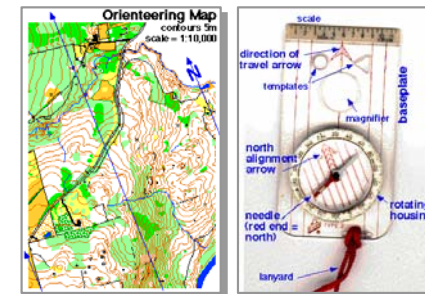 Orienteering Map
contours 5m
scale = 1:10,000
N
scale
direction of
travel arrow
templates
magnifier
baseplate
north
alignment
arrow
needle
(red end =
north)
rotating
housing
lanyard